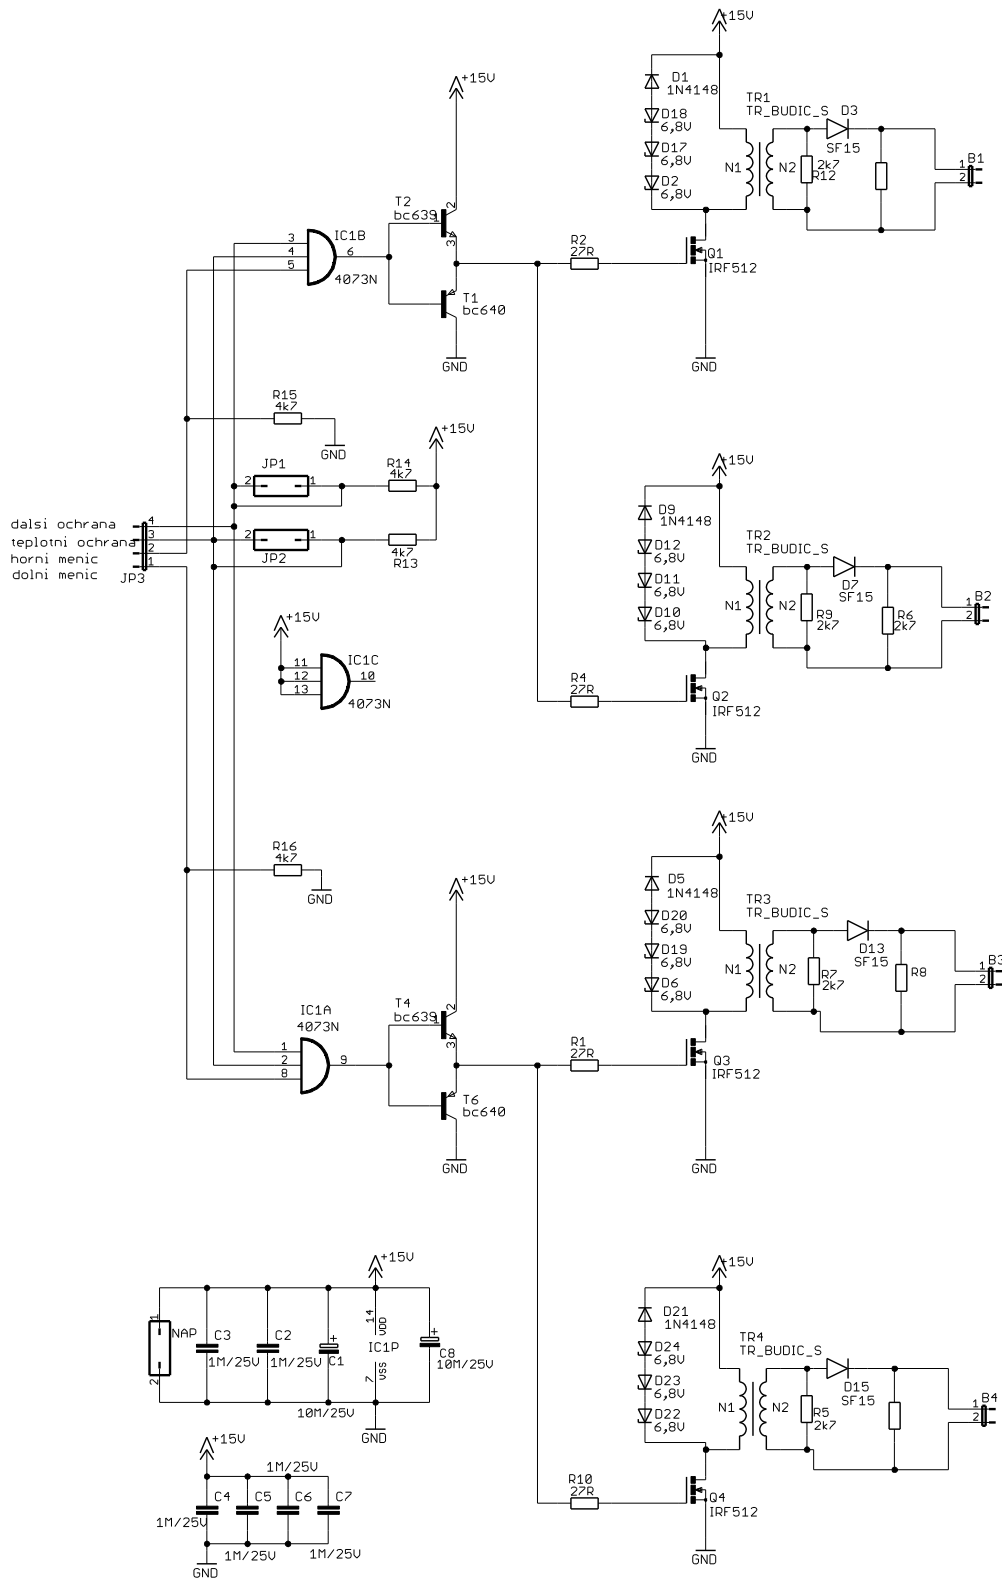 +15V
D1
1N4148
D18
6,8V
D17
6,8V
D2
6,8V
TR1
TR_BUDIC_S
N1
N2
D3
SF15
2k7
R12
B1
1
2
+15V
T2
bc639
1
2
3
T1
bc640
GND
IC1B
3
4
5
6
4073N
R2
27R
Q1
IRF512
GND
R15
4k7
GND
JP1
2
1
R14
4k7
+15V
JP2
2
1
4k7
R13
dalsi ochrana
teplotni ochrana
horni menic
dolni menic
4
3
2
1
JP3
+15V
D9
1N4148
D12
6,8V
D11
6,8V
D10
6,8V
TR2
TR_BUDIC_S
N1
N2
D7
SF15
R9
2k7
R6
2k7
B2
1
2
R4
27R
Q2
IRF512
GND
+15V
IC1C
11
12
13
10
4073N
R16
4k7
GND
+15V
D5
1N4148
D20
6,8V
D19
6,8V
D6
6,8V
TR3
TR_BUDIC_S
N1
N2
D13
SF15
R7
2k7
R8
B3
1
2
+15V
T4
bc639
1
2
3
T6
bc640
GND
IC1A
4073N
1
2
8
9
R1
27R
Q3
IRF512
GND
+15V
NAP
1
2
C3
1M/25V
C2
1M/25V
C1
+
10M/25V
14
VDD
IC1P
7
VSS
+
C8
10M/25V
GND
+15V
1M/25V
C4
C5
C6
C7
1M/25V
1M/25V
1M/25V
GND
+15V
D21
1N4148
D24
6,8V
D23
6,8V
D22
6,8V
TR4
TR_BUDIC_S
N1
N2
D15
SF15
R5
2k7
B4
1
2
R10
27R
Q4
IRF512
GND